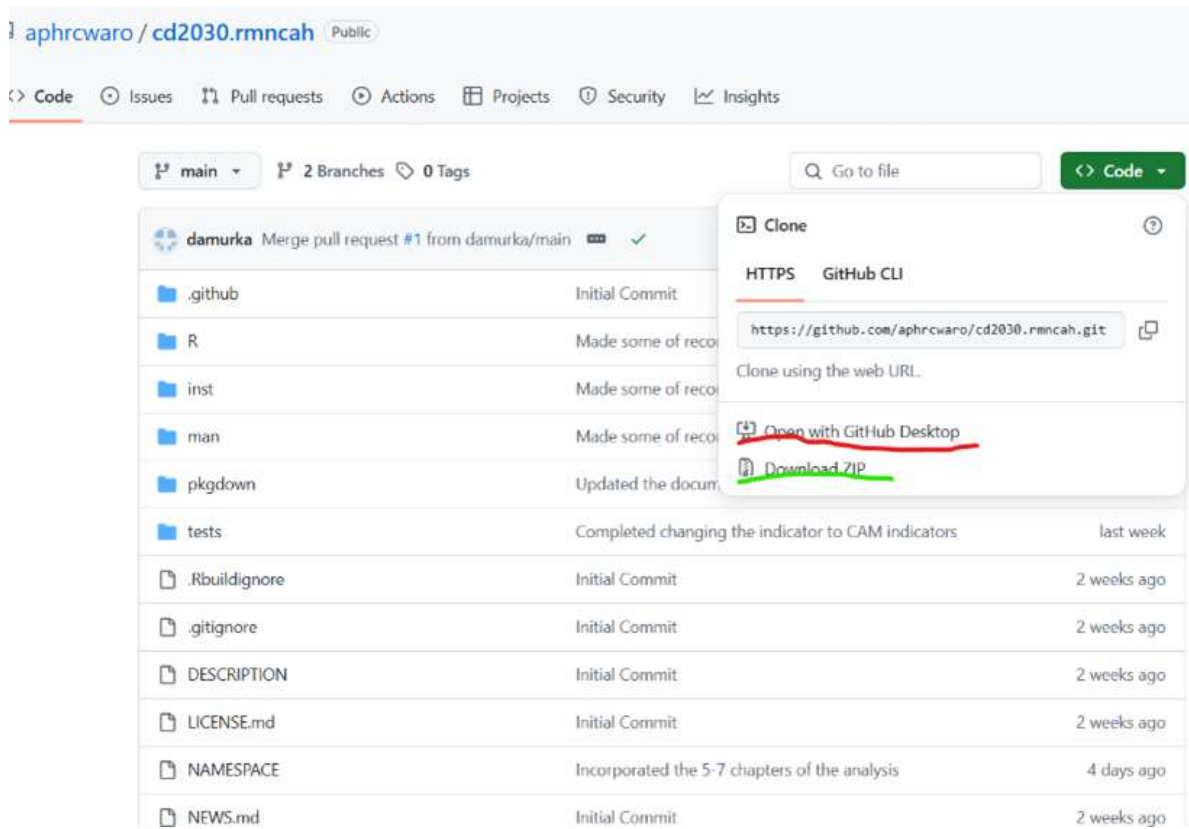 aphrcwaro / cd2030.rmncah Public
Code Issues Pull requests Actions Projects Security Insights
main 2 Branches 0 Tags Go to file Code
damurka Merge pull request #1 from damurka/main
Clone
HTTPS GitHub CLI
https://github.com/aphrcwaro/cd2030.rmncah.git
Clone using the web URL.
Open with GitHub Desktop
Download ZIP
.github Initial Commit
R Made some of reco
inst Made some of reco
man Made some of reco
pkgdown Updated the docum
tests Completed changing the indicator to CAM indicators last week
.Rbuildignore Initial Commit 2 weeks ago
.gitignore Initial Commit 2 weeks ago
DESCRIPTION Initial Commit 2 weeks ago
LICENSE.md Initial Commit 2 weeks ago
NAMESPACE Incorporated the 5-7 chapters of the analysis 4 days ago
NEWS.md Initial Commit 2 weeks ago